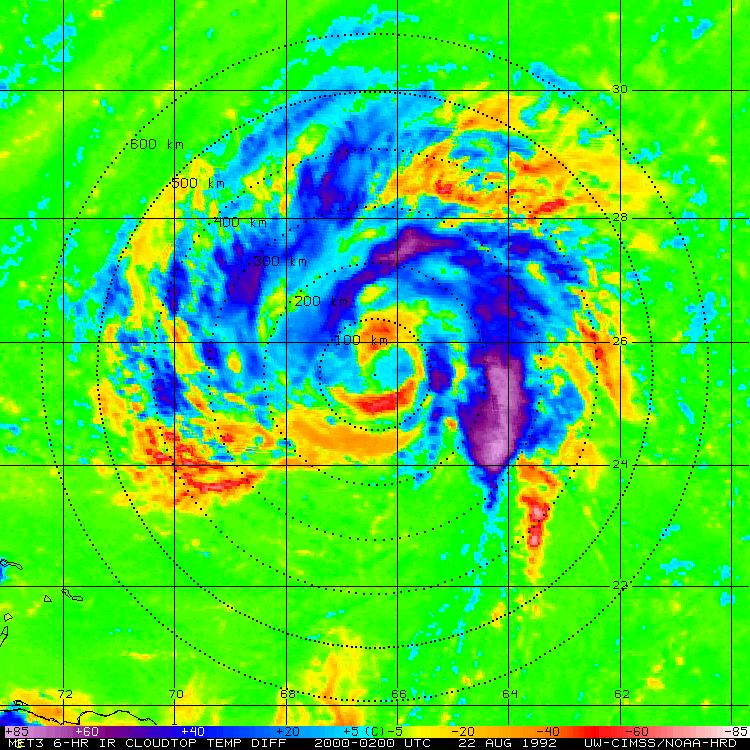 30
600 km
500 km
28
400 km
300 km
200 km
100 km
26
24
22
72 70 68 66 64 62
+85 +60 +40 +20 +5 (C) -5 -20 -40 -60 -85
MET3 6-HR IR CLOUDTOP TEMP DIFF 2000-0200 UTC 22 AUG 1992 UW-CIMSS/NOAA-HRD